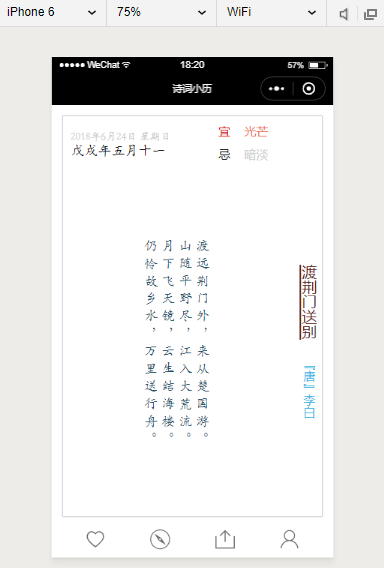 iPhone 6 75% WiFi
WeChat 18:20 57%
诗词小历
2018年6月24日 星期日 宜 光芒
戊戌年五月十一 忌 暗淡
渡荆门送别
『唐』李白
渡远荆门外，来从楚国游。
山随平野尽，江入大荒流。
月下飞天镜，云生结海楼。
仍怜故乡水，万里送行舟。